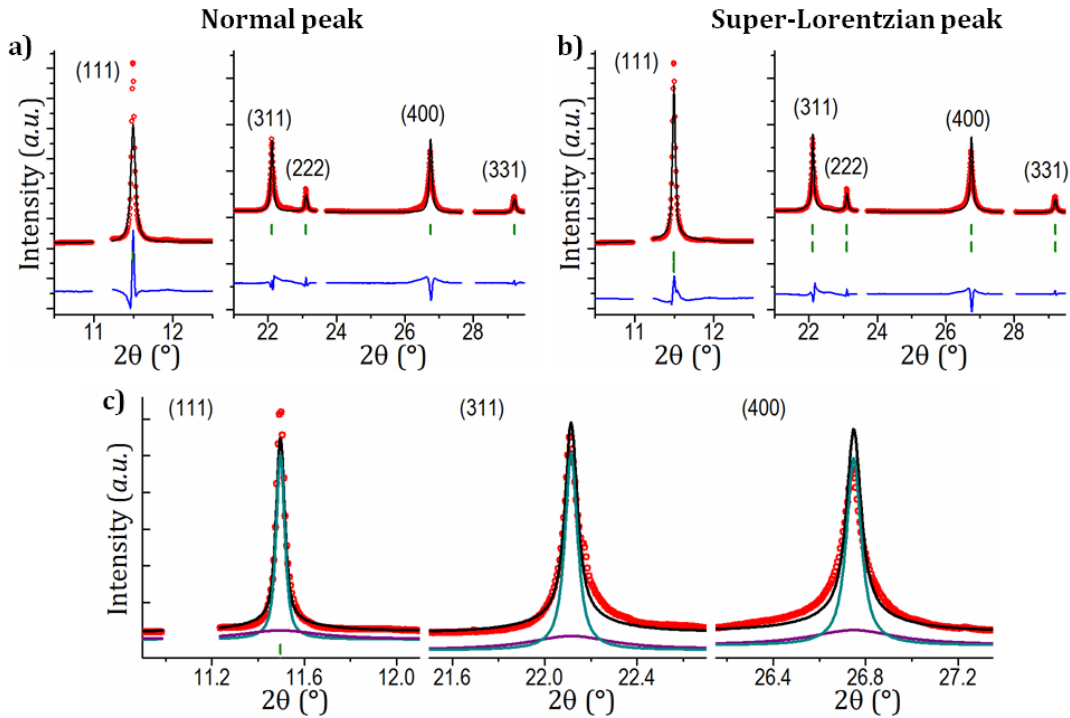 Normal peak
Super-Lorentzian peak
a)
(111)
(311)
(222)
(400)
(331)
Intensity (a.u.)
11 12
22 24 26 28
2θ (°)
2θ (°)
b)
(111)
(311)
(222)
(400)
(331)
Intensity (a.u.)
11 12
22 24 26 28
2θ (°)
2θ (°)
c)
(111)
(311)
(400)
Intensity (a.u.)
11.2 11.6 12.0
21.6 22.0 22.4
26.4 26.8 27.2
2θ (°)
2θ (°)
2θ (°)